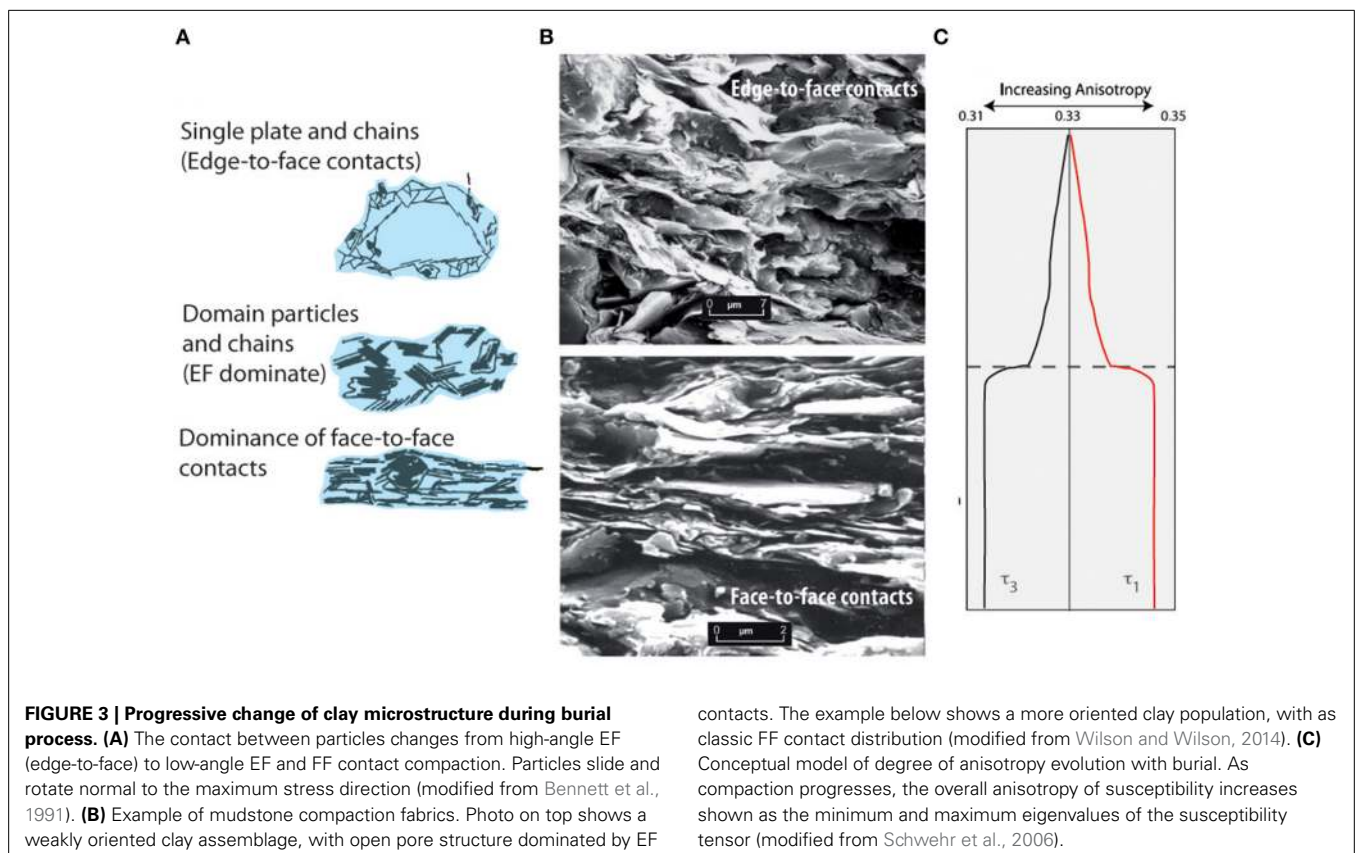 A
Single plate and chains
(Edge-to-face contacts)
Domain particles
and chains
(EF dominate)
Dominance of face-to-face
contacts
B
Edge-to-face contacts
0 µm 7
Face-to-face contacts
0 µm 2
C
Increasing Anisotropy
0.31 0.33 0.35
τ3 τ1
FIGURE 3 | Progressive change of clay microstructure during burial
process. (A) The contact between particles changes from high-angle EF
(edge-to-face) to low-angle EF and FF contact compaction. Particles slide and
rotate normal to the maximum stress direction (modified from Bennett et al.,
1991). (B) Example of mudstone compaction fabrics. Photo on top shows a
weakly oriented clay assemblage, with open pore structure dominated by EF
contacts. The example below shows a more oriented clay population, with as
classic FF contact distribution (modified from Wilson and Wilson, 2014). (C)
Conceptual model of degree of anisotropy evolution with burial. As
compaction progresses, the overall anisotropy of susceptibility increases
shown as the minimum and maximum eigenvalues of the susceptibility
tensor (modified from Schwehr et al., 2006).